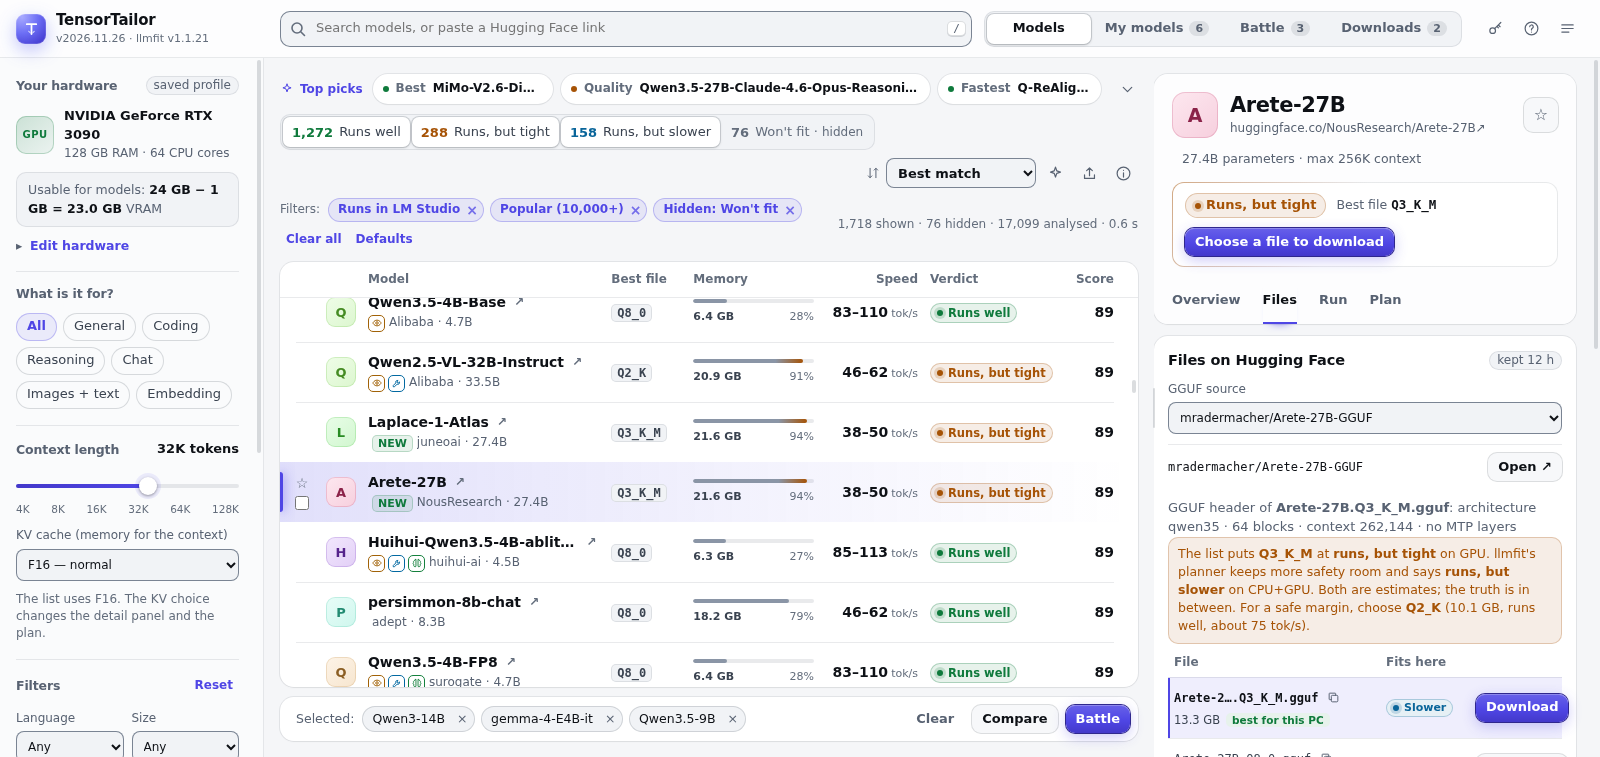 TensorTailor
v2026.11.26 · llmfit v1.1.21
Search models, or paste a Hugging Face link
/
Models
My models 6
Battle 3
Downloads 2
Your hardware
saved profile
GPU
NVIDIA GeForce RTX
3090
128 GB RAM · 64 CPU cores
Usable for models: 24 GB − 1
GB = 23.0 GB VRAM
▸ Edit hardware
What is it for?
All
General
Coding
Reasoning
Chat
Images + text
Embedding
Context length
32K tokens
4K 8K 16K 32K 64K 128K
KV cache (memory for the context)
F16 — normal
The list uses F16. The KV choice
changes the detail panel and the
plan.
Filters
Reset
Language
Size
Any
Any
Top picks
Best MiMo-V2.6-Di…
Quality Qwen3.5-27B-Claude-4.6-Opus-Reasoni…
Fastest Q-ReAlig…
1,272 Runs well
288 Runs, but tight
158 Runs, but slower
76 Won't fit · hidden
Best match
Filters:
Runs in LM Studio ×
Popular (10,000+) ×
Hidden: Won't fit ×
Clear all
Defaults
1,718 shown · 76 hidden · 17,099 analysed · 0.6 s
Model Best file Memory Speed Verdict Score
Q Qwen3.5-4B-Base ↗
Alibaba · 4.7B
Q8_0
6.4 GB 28%
83–110 tok/s
Runs well
89
Q Qwen2.5-VL-32B-Instruct ↗
Alibaba · 33.5B
Q2_K
20.9 GB 91%
46–62 tok/s
Runs, but tight
89
L Laplace-1-Atlas ↗
NEW juneoai · 27.4B
Q3_K_M
21.6 GB 94%
38–50 tok/s
Runs, but tight
89
☆
A Arete-27B ↗
NEW NousResearch · 27.4B
Q3_K_M
21.6 GB 94%
38–50 tok/s
Runs, but tight
89
H Huihui-Qwen3.5-4B-ablit… ↗
huihui-ai · 4.5B
Q8_0
6.3 GB 27%
85–113 tok/s
Runs well
89
P persimmon-8b-chat ↗
adept · 8.3B
Q8_0
18.2 GB 79%
46–62 tok/s
Runs well
89
Q Qwen3.5-4B-FP8 ↗
surogate · 4.7B
Q8_0
6.4 GB 28%
83–110 tok/s
Runs well
89
Selected:
Qwen3-14B ×
gemma-4-E4B-it ×
Qwen3.5-9B ×
Clear
Compare
Battle
A
Arete-27B
huggingface.co/NousResearch/Arete-27B↗
☆
27.4B parameters · max 256K context
Runs, but tight
Best file Q3_K_M
Choose a file to download
Overview
Files
Run
Plan
Files on Hugging Face
kept 12 h
GGUF source
mradermacher/Arete-27B-GGUF
mradermacher/Arete-27B-GGUF
Open ↗
GGUF header of Arete-27B.Q3_K_M.gguf: architecture
qwen35 · 64 blocks · context 262,144 · no MTP layers
The list puts Q3_K_M at runs, but tight on GPU. llmfit's
planner keeps more safety room and says runs, but
slower on CPU+GPU. Both are estimates; the truth is in
between. For a safe margin, choose Q2_K (10.1 GB, runs
well, about 75 tok/s).
File
Fits here
Arete-2….Q3_K_M.gguf
13.3 GB best for this PC
Slower
Download